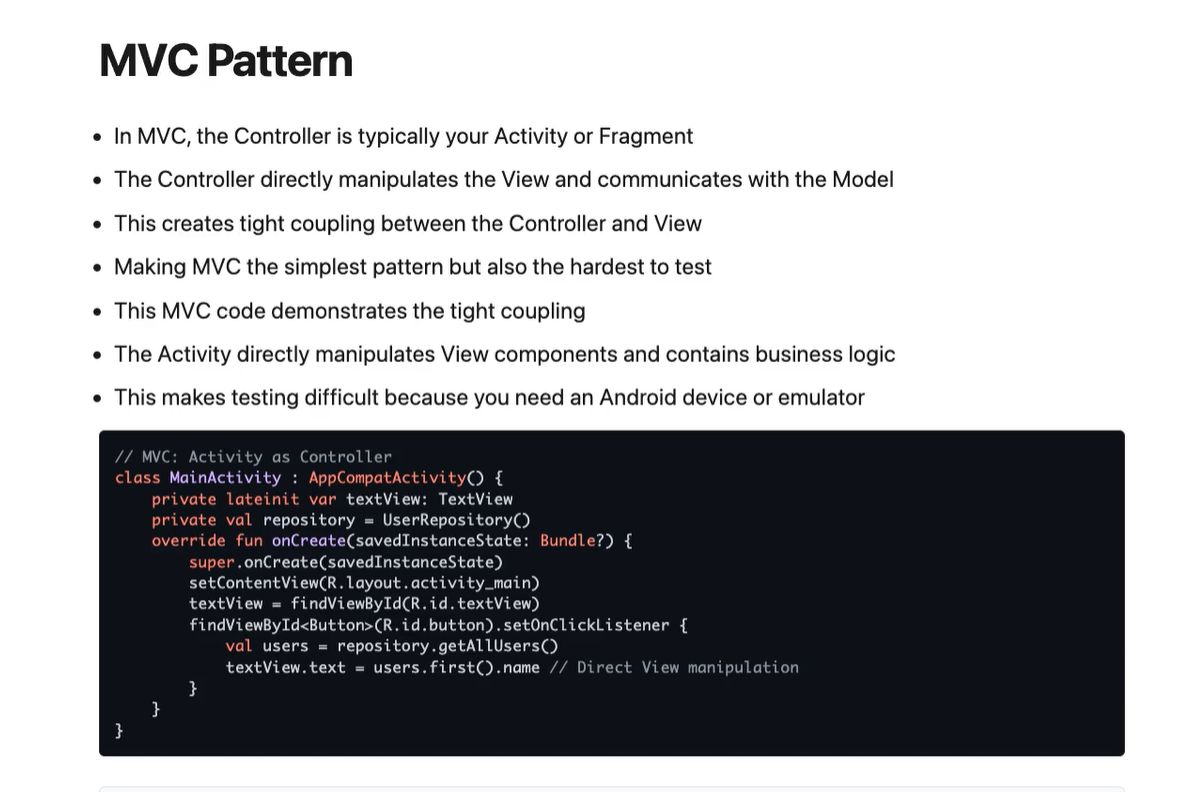 MVC Pattern
• In MVC, the Controller is typically your Activity or Fragment
• The Controller directly manipulates the View and communicates with the Model
• This creates tight coupling between the Controller and View
• Making MVC the simplest pattern but also the hardest to test
• This MVC code demonstrates the tight coupling
• The Activity directly manipulates View components and contains business logic
• This makes testing difficult because you need an Android device or emulator
// MVC: Activity as Controller
class MainActivity : AppCompatActivity() {
    private lateinit var textView: TextView
    private val repository = UserRepository()
    override fun onCreate(savedInstanceState: Bundle?) {
        super.onCreate(savedInstanceState)
        setContentView(R.layout.activity_main)
        textView = findViewById(R.id.textView)
        findViewById<Button>(R.id.button).setOnClickListener {
            val users = repository.getAllUsers()
            textView.text = users.first().name // Direct View manipulation
        }
    }
}